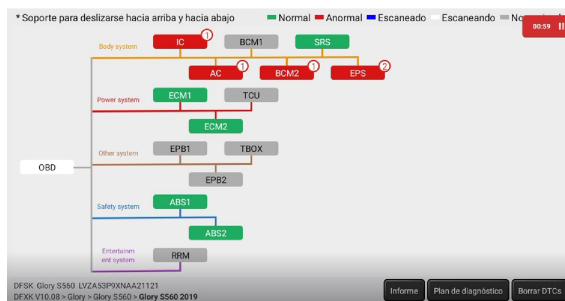 * Soporte para deslizarse hacia arriba y hacia abajo
Normal Anormal Escaneado Escaneando
00:59
Body system
IC 1 BCM1 SRS
AC 1 BCM2 1 EPS 2
Power system
ECM1 TCU
ECM2
Other system
EPB1 TBOX
OBD
EPB2
Safety system
ABS1
ABS2
Entertainm
ent system
RRM
DFSK Glory S560 LVZA53P9XNAA21121
DFXK V10.08 > Glory > Glory S560 > Glory S560 2019
Informe Plan de diagnóstico Borrar DTCs